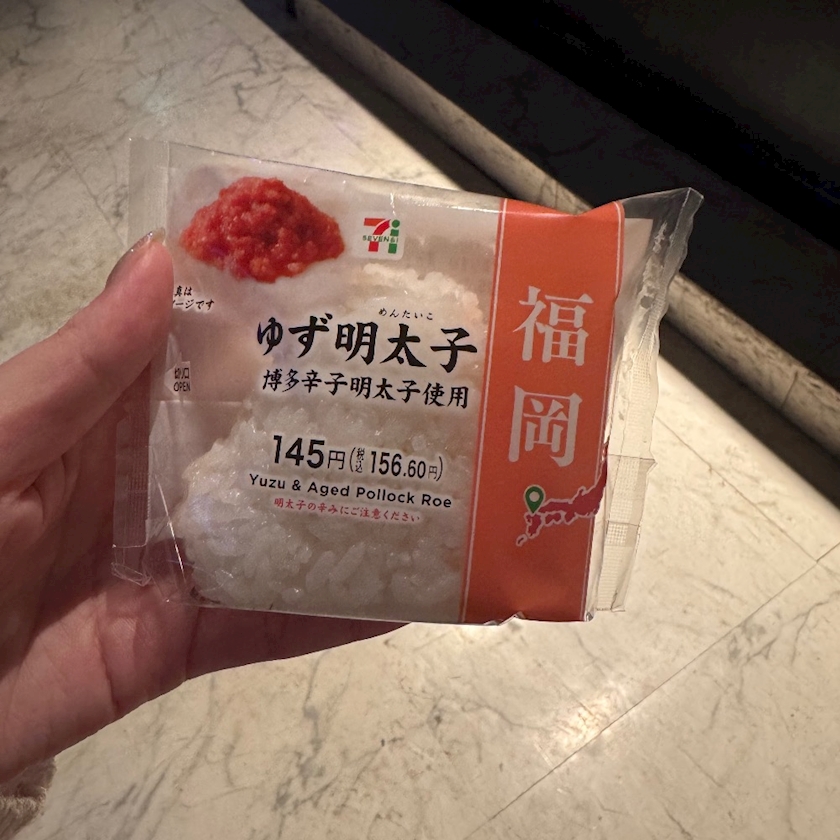 SEVEN&i
ージです
切り口
OPEN
めんたいこ
ゆず明太子
博多辛子明太子使用
145円(税込156.60円)
Yuzu & Aged Pollock Roe
明太子の辛みにご注意ください
福岡